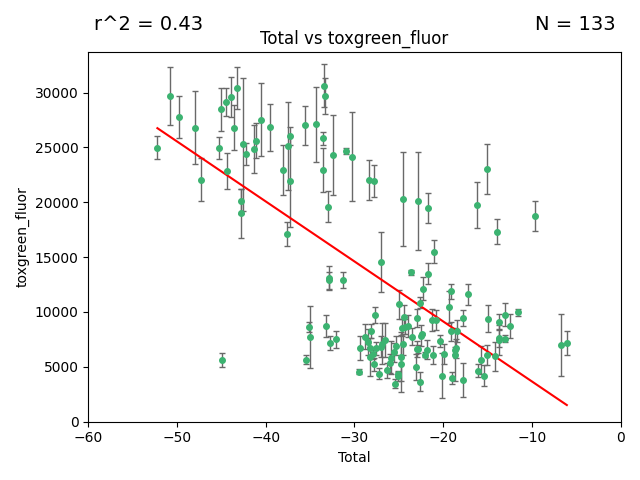 r^2 = 0.43
N = 133
Total vs toxgreen_fluor
toxgreen_fluor
30000
25000
20000
15000
10000
5000
0
−60
−50
−40
−30
−20
−10
0
Total